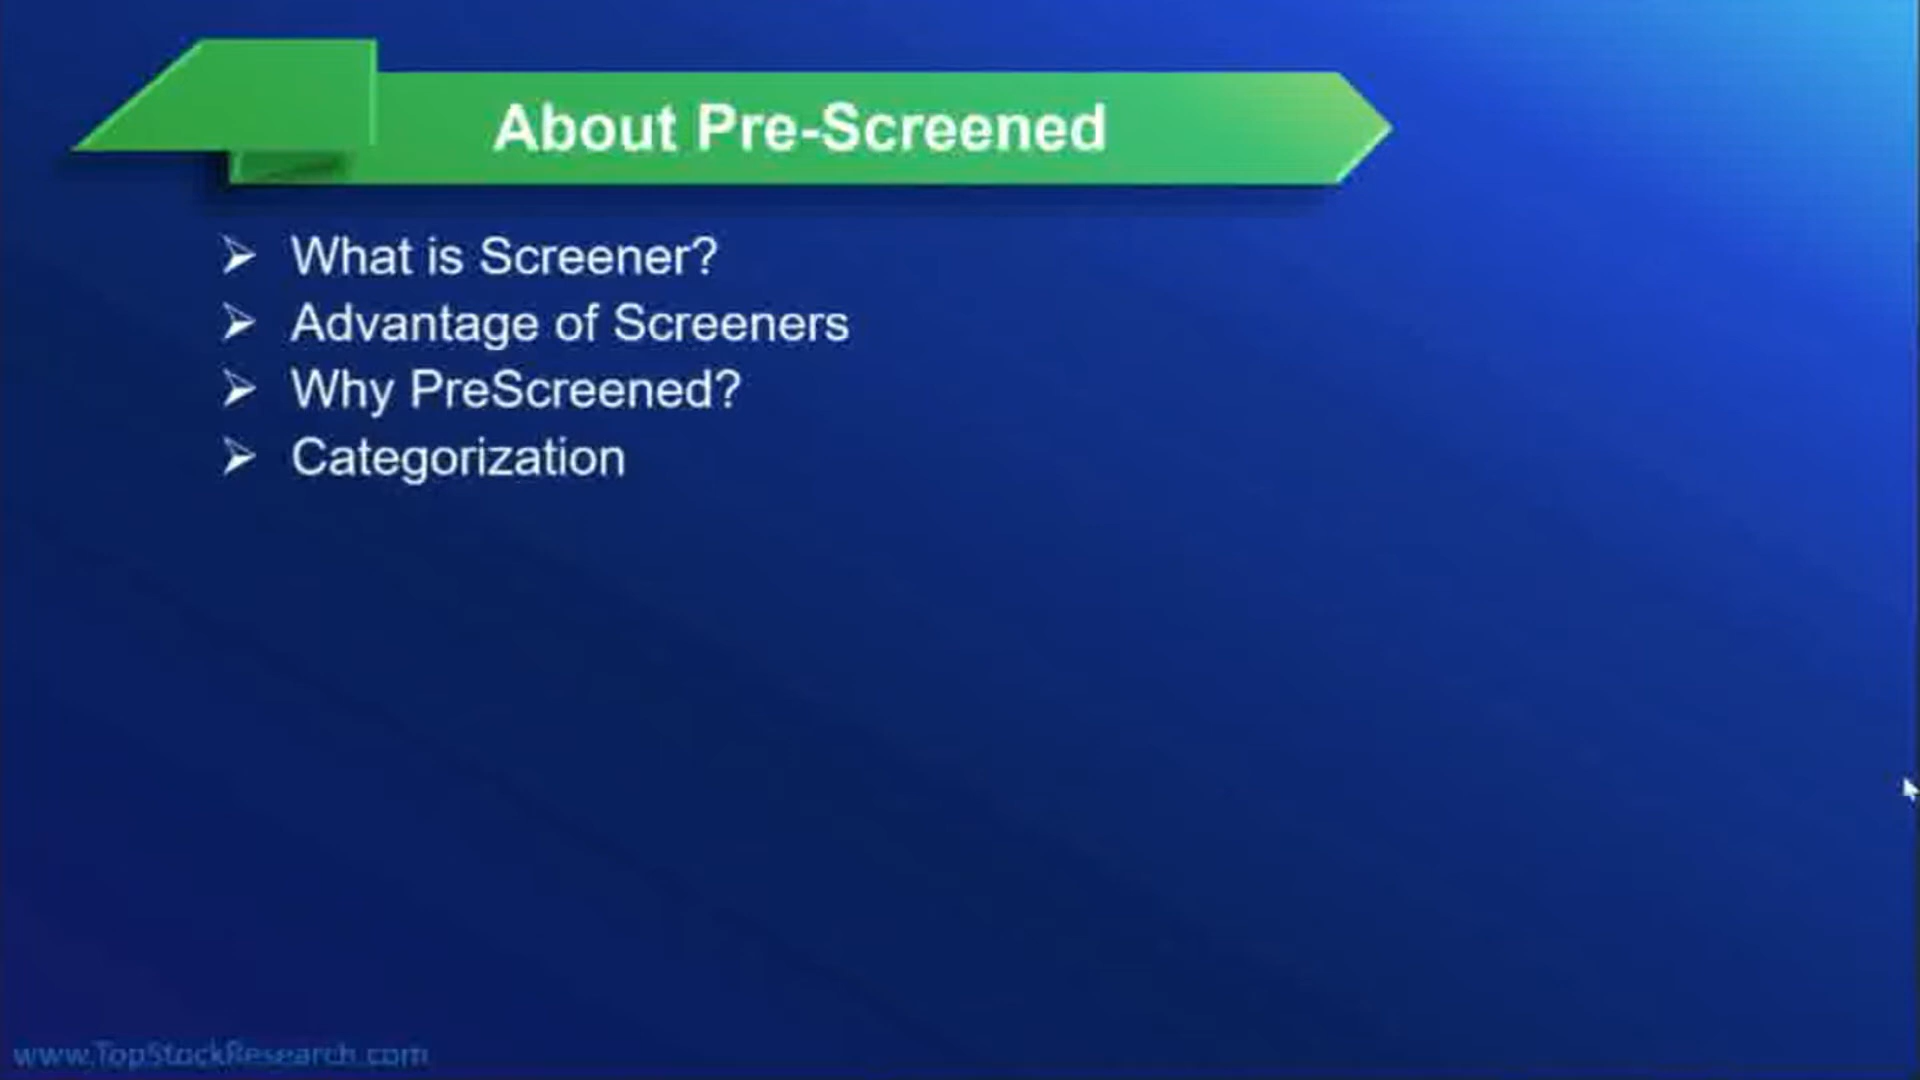 About Pre-Screened
What is Screener?
Advantage of Screeners
Why PreScreened?
Categorization
www.TopStockResearch.com